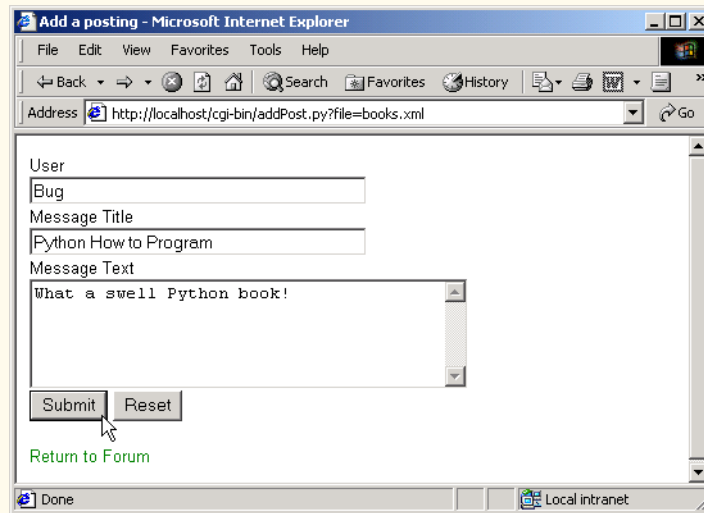 Add a posting - Microsoft Internet Explorer
File Edit View Favorites Tools Help
Back Search Favorites History »
Address http://localhost/cgi-bin/addPost.py?file=books.xml Go
User
Bug
Message Title
Python How to Program
Message Text
What a swell Python book!
Submit Reset
Return to Forum
Done Local intranet